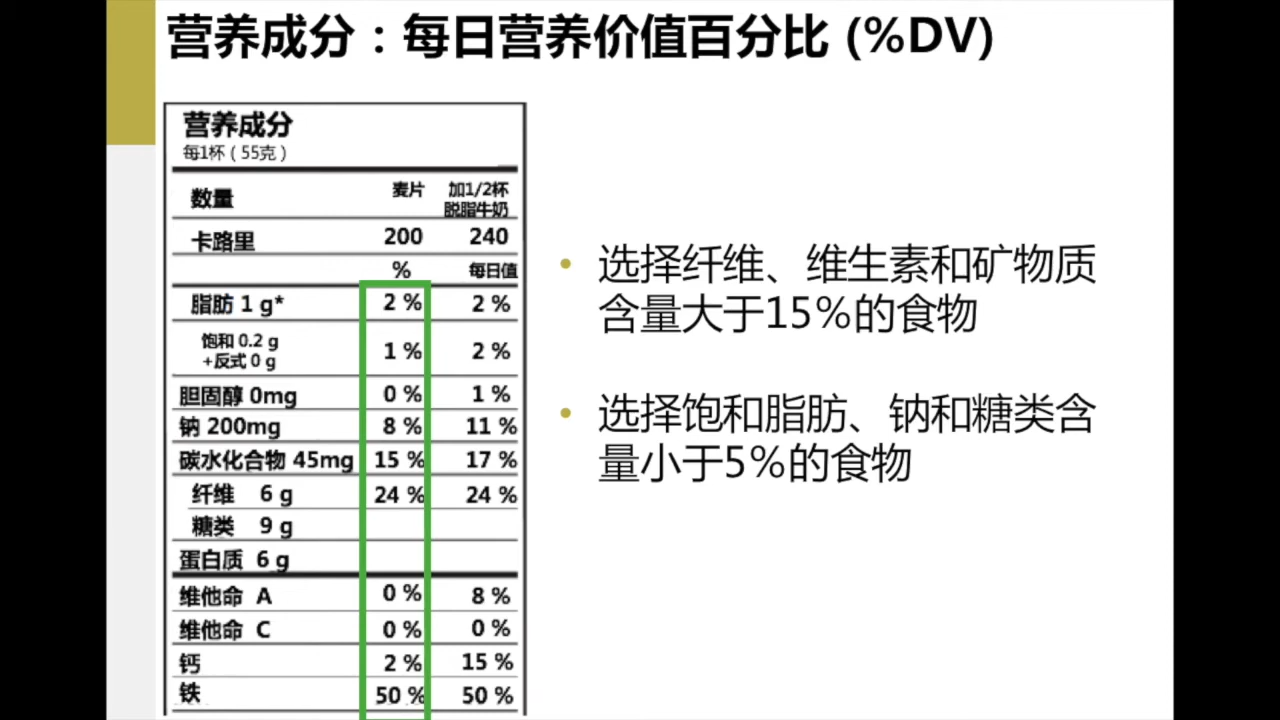 营养成分：每日营养价值百分比 (%DV)
营养成分
每1杯（55克）
数量 麦片 加1/2杯
脱脂牛奶
卡路里 200 240
% 每日值
脂肪 1 g* 2 % 2 %
饱和 0.2 g
+反式 0 g 1 % 2 %
胆固醇 0mg 0 % 1 %
钠 200mg 8 % 11 %
碳水化合物 45mg 15 % 17 %
纤维 6 g 24 % 24 %
糖类 9 g
蛋白质 6 g
维他命 A 0 % 8 %
维他命 C 0 % 0 %
钙 2 % 15 %
铁 50 % 50 %
• 选择纤维、维生素和矿物质
含量大于15%的食物
• 选择饱和脂肪、钠和糖类含
量小于5%的食物